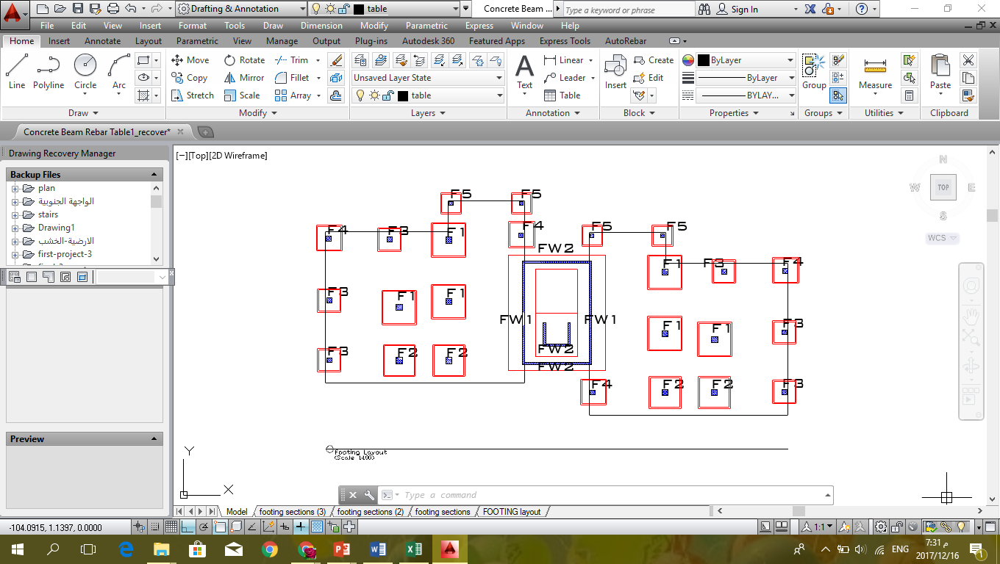 Drafting & Annotation
table
Concrete Beam ...
Type a keyword or phrase
Sign In
File Edit View Insert Format Tools Draw Dimension Modify Parametric Express Window Help
Home Insert Annotate Layout Parametric View Manage Output Plug-ins Autodesk 360 Featured Apps Express Tools AutoRebar
Move Rotate Trim
Unsaved Layer State
Linear Create ByLayer
Copy Mirror Fillet
Leader Edit ByLayer
Line Polyline Circle Arc
Text Insert Group Measure Paste
Stretch Scale Array
table
Table
BYLAY...
Draw Modify Layers Annotation Block Properties Groups Utilities Clipboard
Concrete Beam Rebar Table1_recover*
Drawing Recovery Manager
Backup Files
plan
الواجهة الجنوبية
stairs
Drawing1
الارضية-الخشب
first-project-3
Preview
[−][Top][2D Wireframe]
N
W TOP E
S
WCS
F5 F5
F4 F3 F1 F4 F5 F5
FW2
F1 F3 F4
F3 F1 F1
FW1 FW1
F1 F1 F3
F3 F2 F2
FW2
FW2
F4 F2 F2 F3
Footing Layout
(Scale 1:100)
Y
X
Type a command
Model footing sections (3) footing sections (2) footing sections FOOTING layout
-104.0915, 1.1397, 0.0000
1:1
ENG
7:31 م
2017/12/16
1